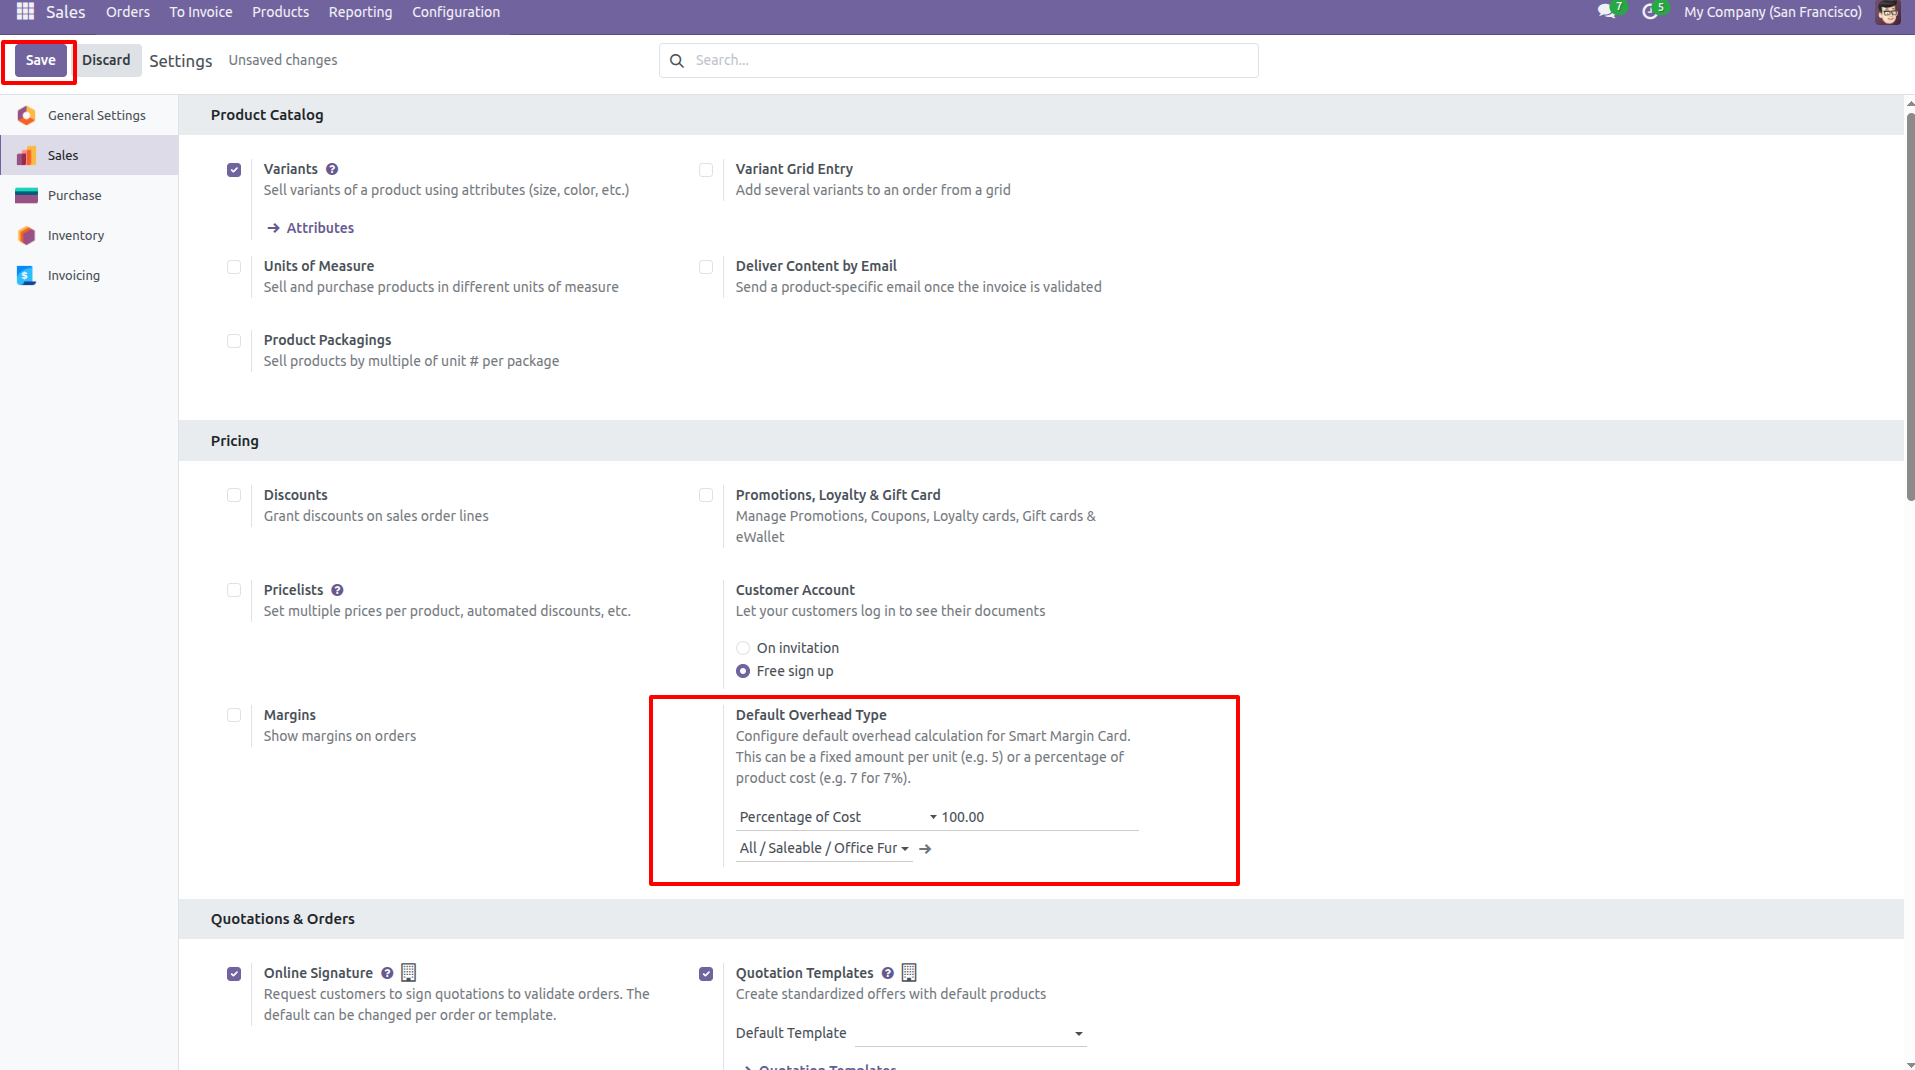 Sales Orders To Invoice Products Reporting Configuration 7 5 My Company (San Francisco)
Save Discard Settings Unsaved changes Search...
General Settings
Sales
Purchase
Inventory
Invoicing
Product Catalog
Variants ?
Sell variants of a product using attributes (size, color, etc.)
→ Attributes
Variant Grid Entry
Add several variants to an order from a grid
Units of Measure
Sell and purchase products in different units of measure
Deliver Content by Email
Send a product-specific email once the invoice is validated
Product Packagings
Sell products by multiple of unit # per package
Pricing
Discounts
Grant discounts on sales order lines
Promotions, Loyalty & Gift Card
Manage Promotions, Coupons, Loyalty cards, Gift cards &
eWallet
Pricelists ?
Set multiple prices per product, automated discounts, etc.
Customer Account
Let your customers log in to see their documents
On invitation
Free sign up
Margins
Show margins on orders
Default Overhead Type
Configure default overhead calculation for Smart Margin Card.
This can be a fixed amount per unit (e.g. 5) or a percentage of
product cost (e.g. 7 for 7%).
Percentage of Cost 100.00
All / Saleable / Office Fur →
Quotations & Orders
Online Signature ?
Request customers to sign quotations to validate orders. The
default can be changed per order or template.
Quotation Templates ?
Create standardized offers with default products
Default Template
→ Quotation Templates